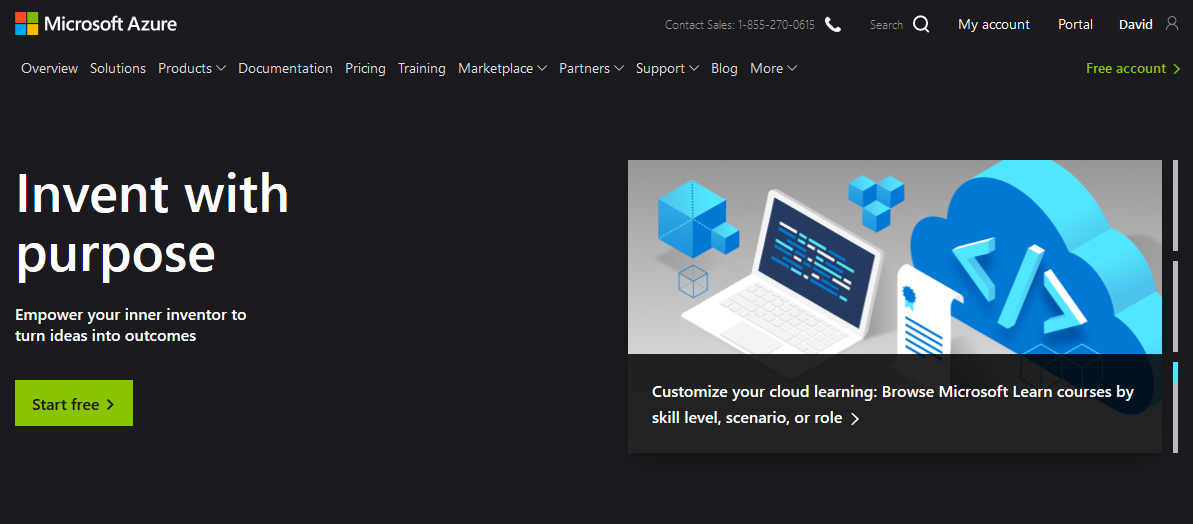 Microsoft Azure
Contact Sales: 1-855-270-0615
Search
My account
Portal
David
Overview
Solutions
Products
Documentation
Pricing
Training
Marketplace
Partners
Support
Blog
More
Free account
Invent with
purpose
Empower your inner inventor to
turn ideas into outcomes
Start free
</>
Customize your cloud learning: Browse Microsoft Learn courses by
skill level, scenario, or role